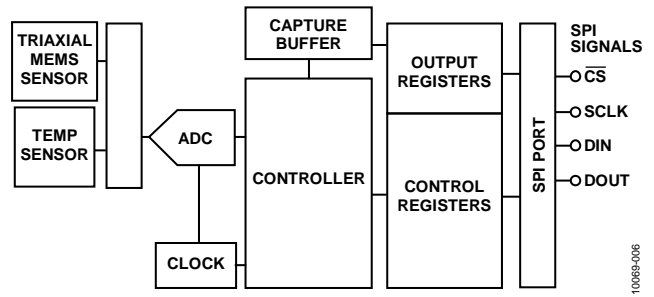 TRIAXIAL
MEMS
SENSOR
TEMP
SENSOR
ADC
CLOCK
CAPTURE
BUFFER
CONTROLLER
OUTPUT
REGISTERS
CONTROL
REGISTERS
SPI PORT
SPI
SIGNALS
CS
SCLK
DIN
DOUT
10069-006